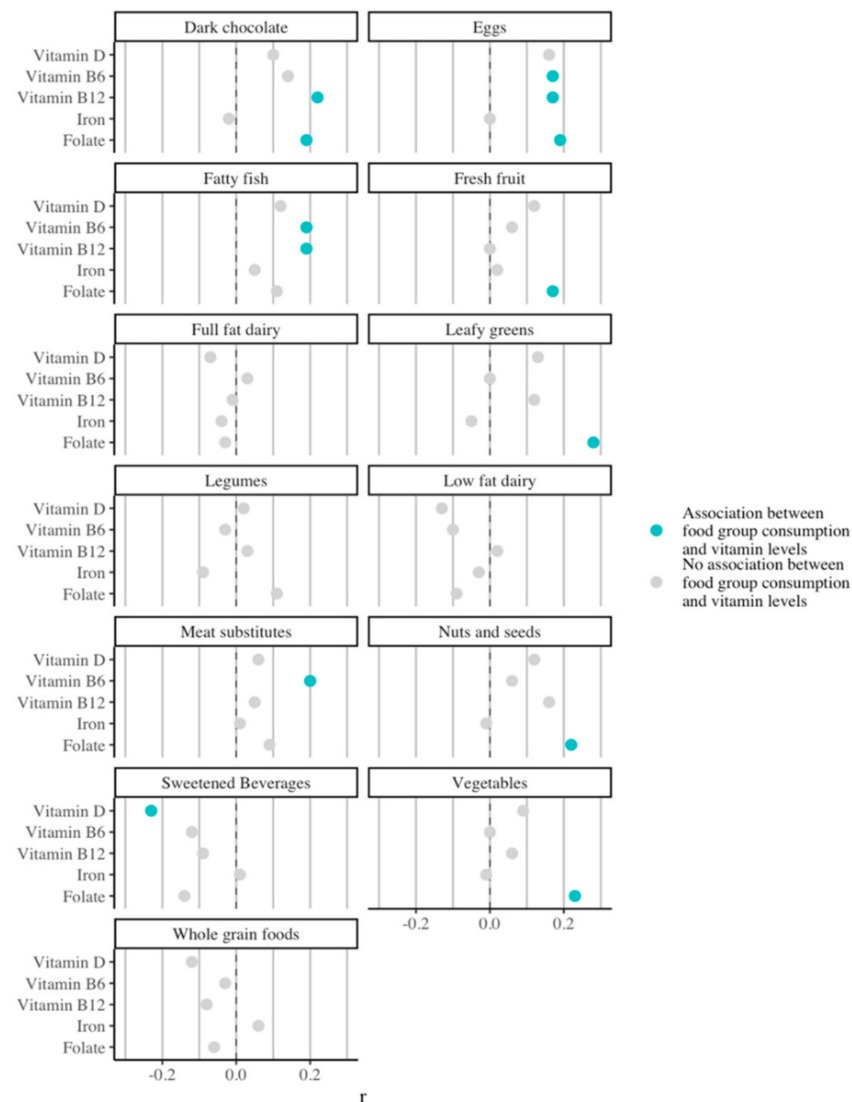 Dark chocolate
Eggs
Vitamin D
Vitamin B6
Vitamin B12
Iron
Folate
Fatty fish
Fresh fruit
Vitamin D
Vitamin B6
Vitamin B12
Iron
Folate
Full fat dairy
Leafy greens
Vitamin D
Vitamin B6
Vitamin B12
Iron
Folate
Legumes
Low fat dairy
Vitamin D
Vitamin B6
Vitamin B12
Iron
Folate
Association between
food group consumption
and vitamin levels
No association between
food group consumption
and vitamin levels
Meat substitutes
Nuts and seeds
Vitamin D
Vitamin B6
Vitamin B12
Iron
Folate
Sweetened Beverages
Vegetables
Vitamin D
Vitamin B6
Vitamin B12
Iron
Folate
-0.2 0.0 0.2
Whole grain foods
Vitamin D
Vitamin B6
Vitamin B12
Iron
Folate
-0.2 0.0 0.2
r